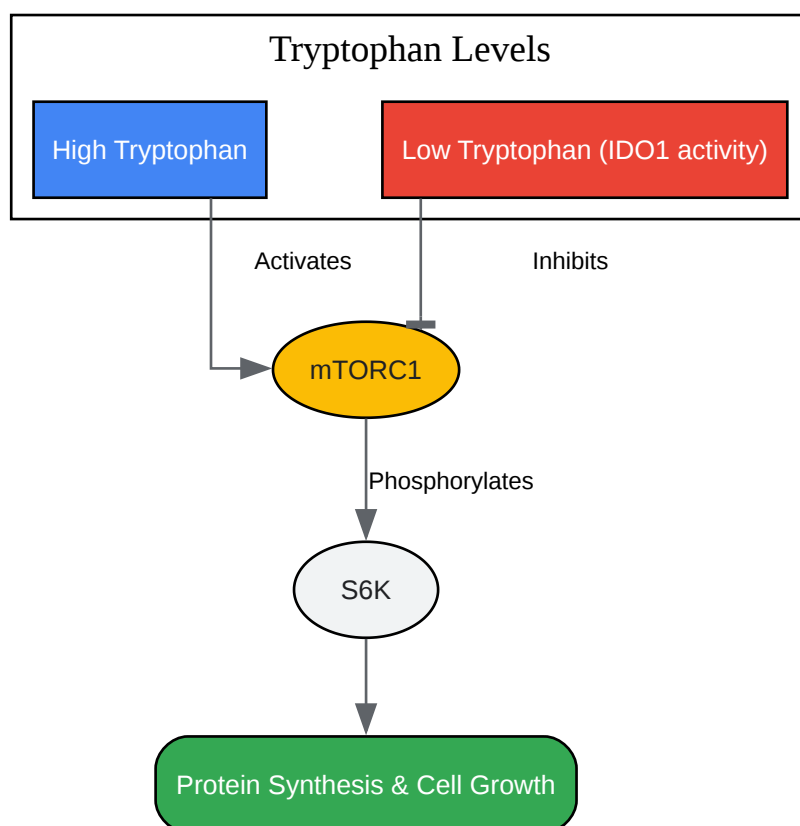 Tryptophan Levels
High Tryptophan
Low Tryptophan (IDO1 activity)
Activates
Inhibits
mTORC1
Phosphorylates
S6K
Protein Synthesis & Cell Growth